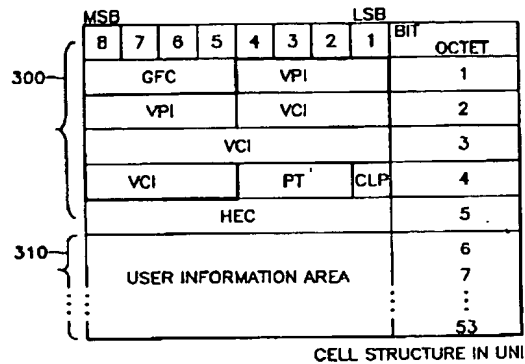 MSB LSB BIT
8 7 6 5 4 3 2 1 OCTET
300 GFC VPI 1
VPI VCI 2
VCI 3
VCI PT CLP 4
HEC 5
310 6
USER INFORMATION AREA 7
53
CELL STRUCTURE IN UNI